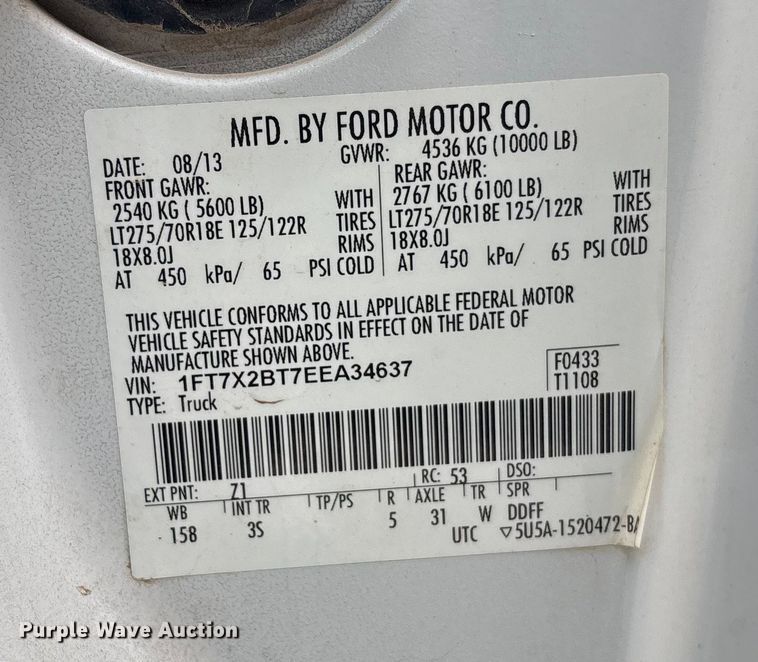 MFD. BY FORD MOTOR CO.
DATE: 08/13 GVWR: 4536 KG (10000 LB)
FRONT GAWR: REAR GAWR:
2540 KG ( 5600 LB) WITH 2767 KG ( 6100 LB) WITH
LT275/70R18E 125/122R TIRES LT275/70R18E 125/122R TIRES
18X8.0J RIMS 18X8.0J RIMS
AT 450 kPa/ 65 PSI COLD AT 450 kPa/ 65 PSI COLD
THIS VEHICLE CONFORMS TO ALL APPLICABLE FEDERAL MOTOR
VEHICLE SAFETY STANDARDS IN EFFECT ON THE DATE OF
MANUFACTURE SHOWN ABOVE.
VIN: 1FT7X2BT7EEA34637 F0433
TYPE: Truck T1108
EXT PNT: Z1 RC: 53 DSO:
WB INT TR TP/PS R AXLE TR SPR
158 3S 5 31 W DDFF
UTC ▽5U5A-1520472-BA
Purple Wave Auction